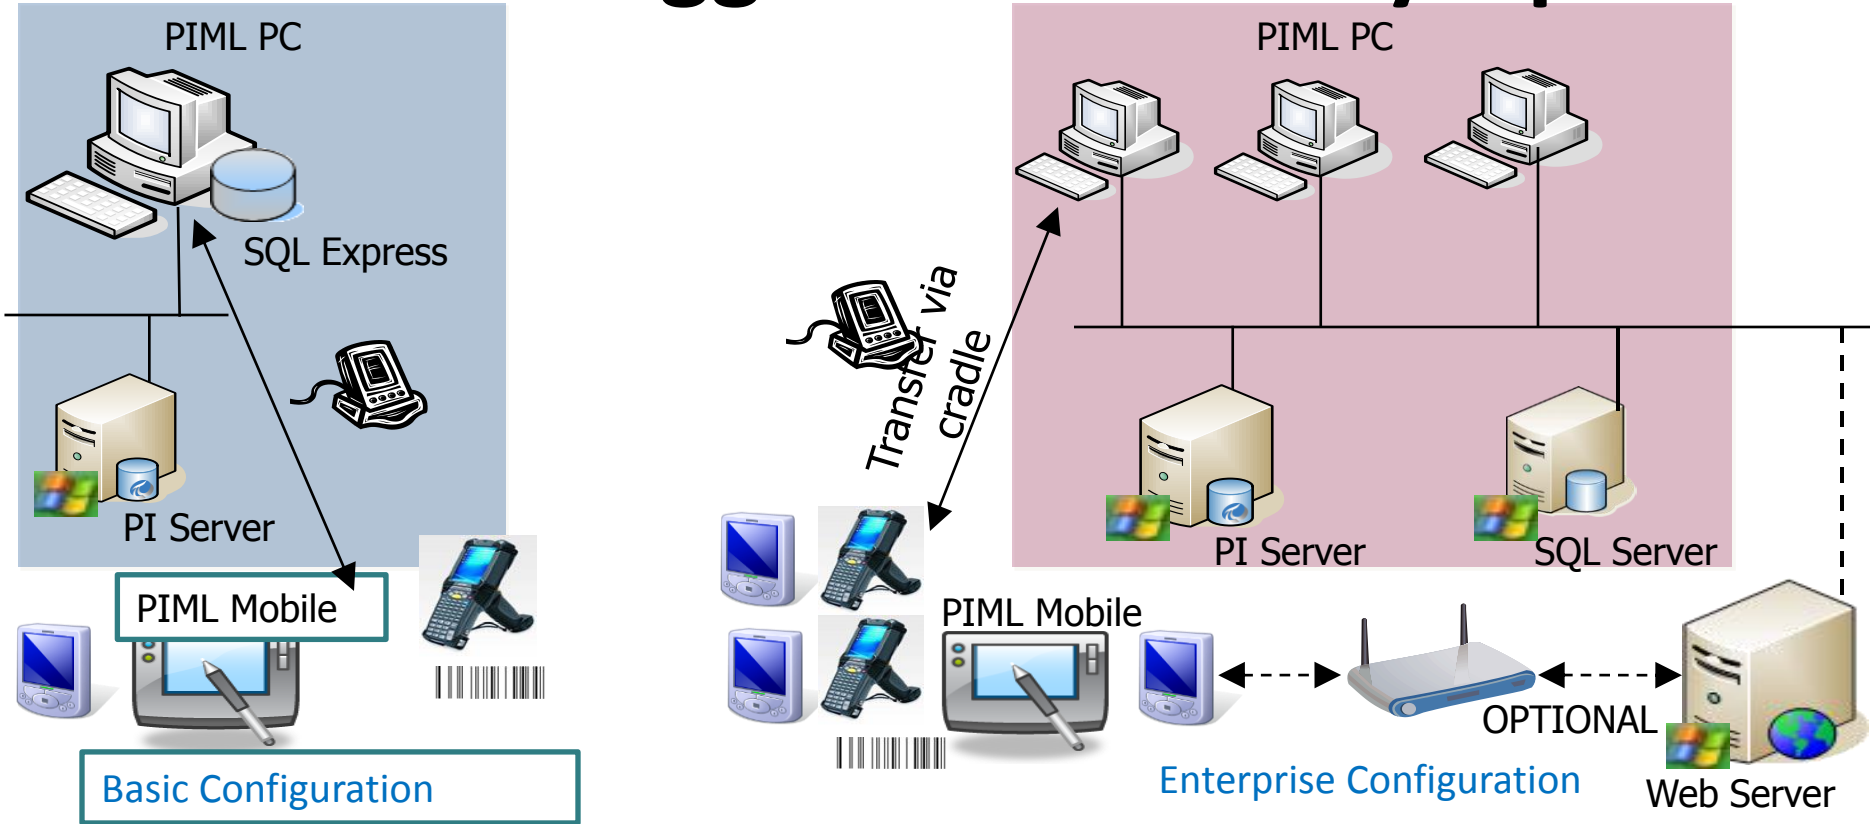 PIML PC
SQL Express
PI Server
PIML Mobile
Basic Configuration
PIML PC
Transfer via
cradle
PI Server
SQL Server
PIML Mobile
OPTIONAL
Enterprise Configuration
Web Server